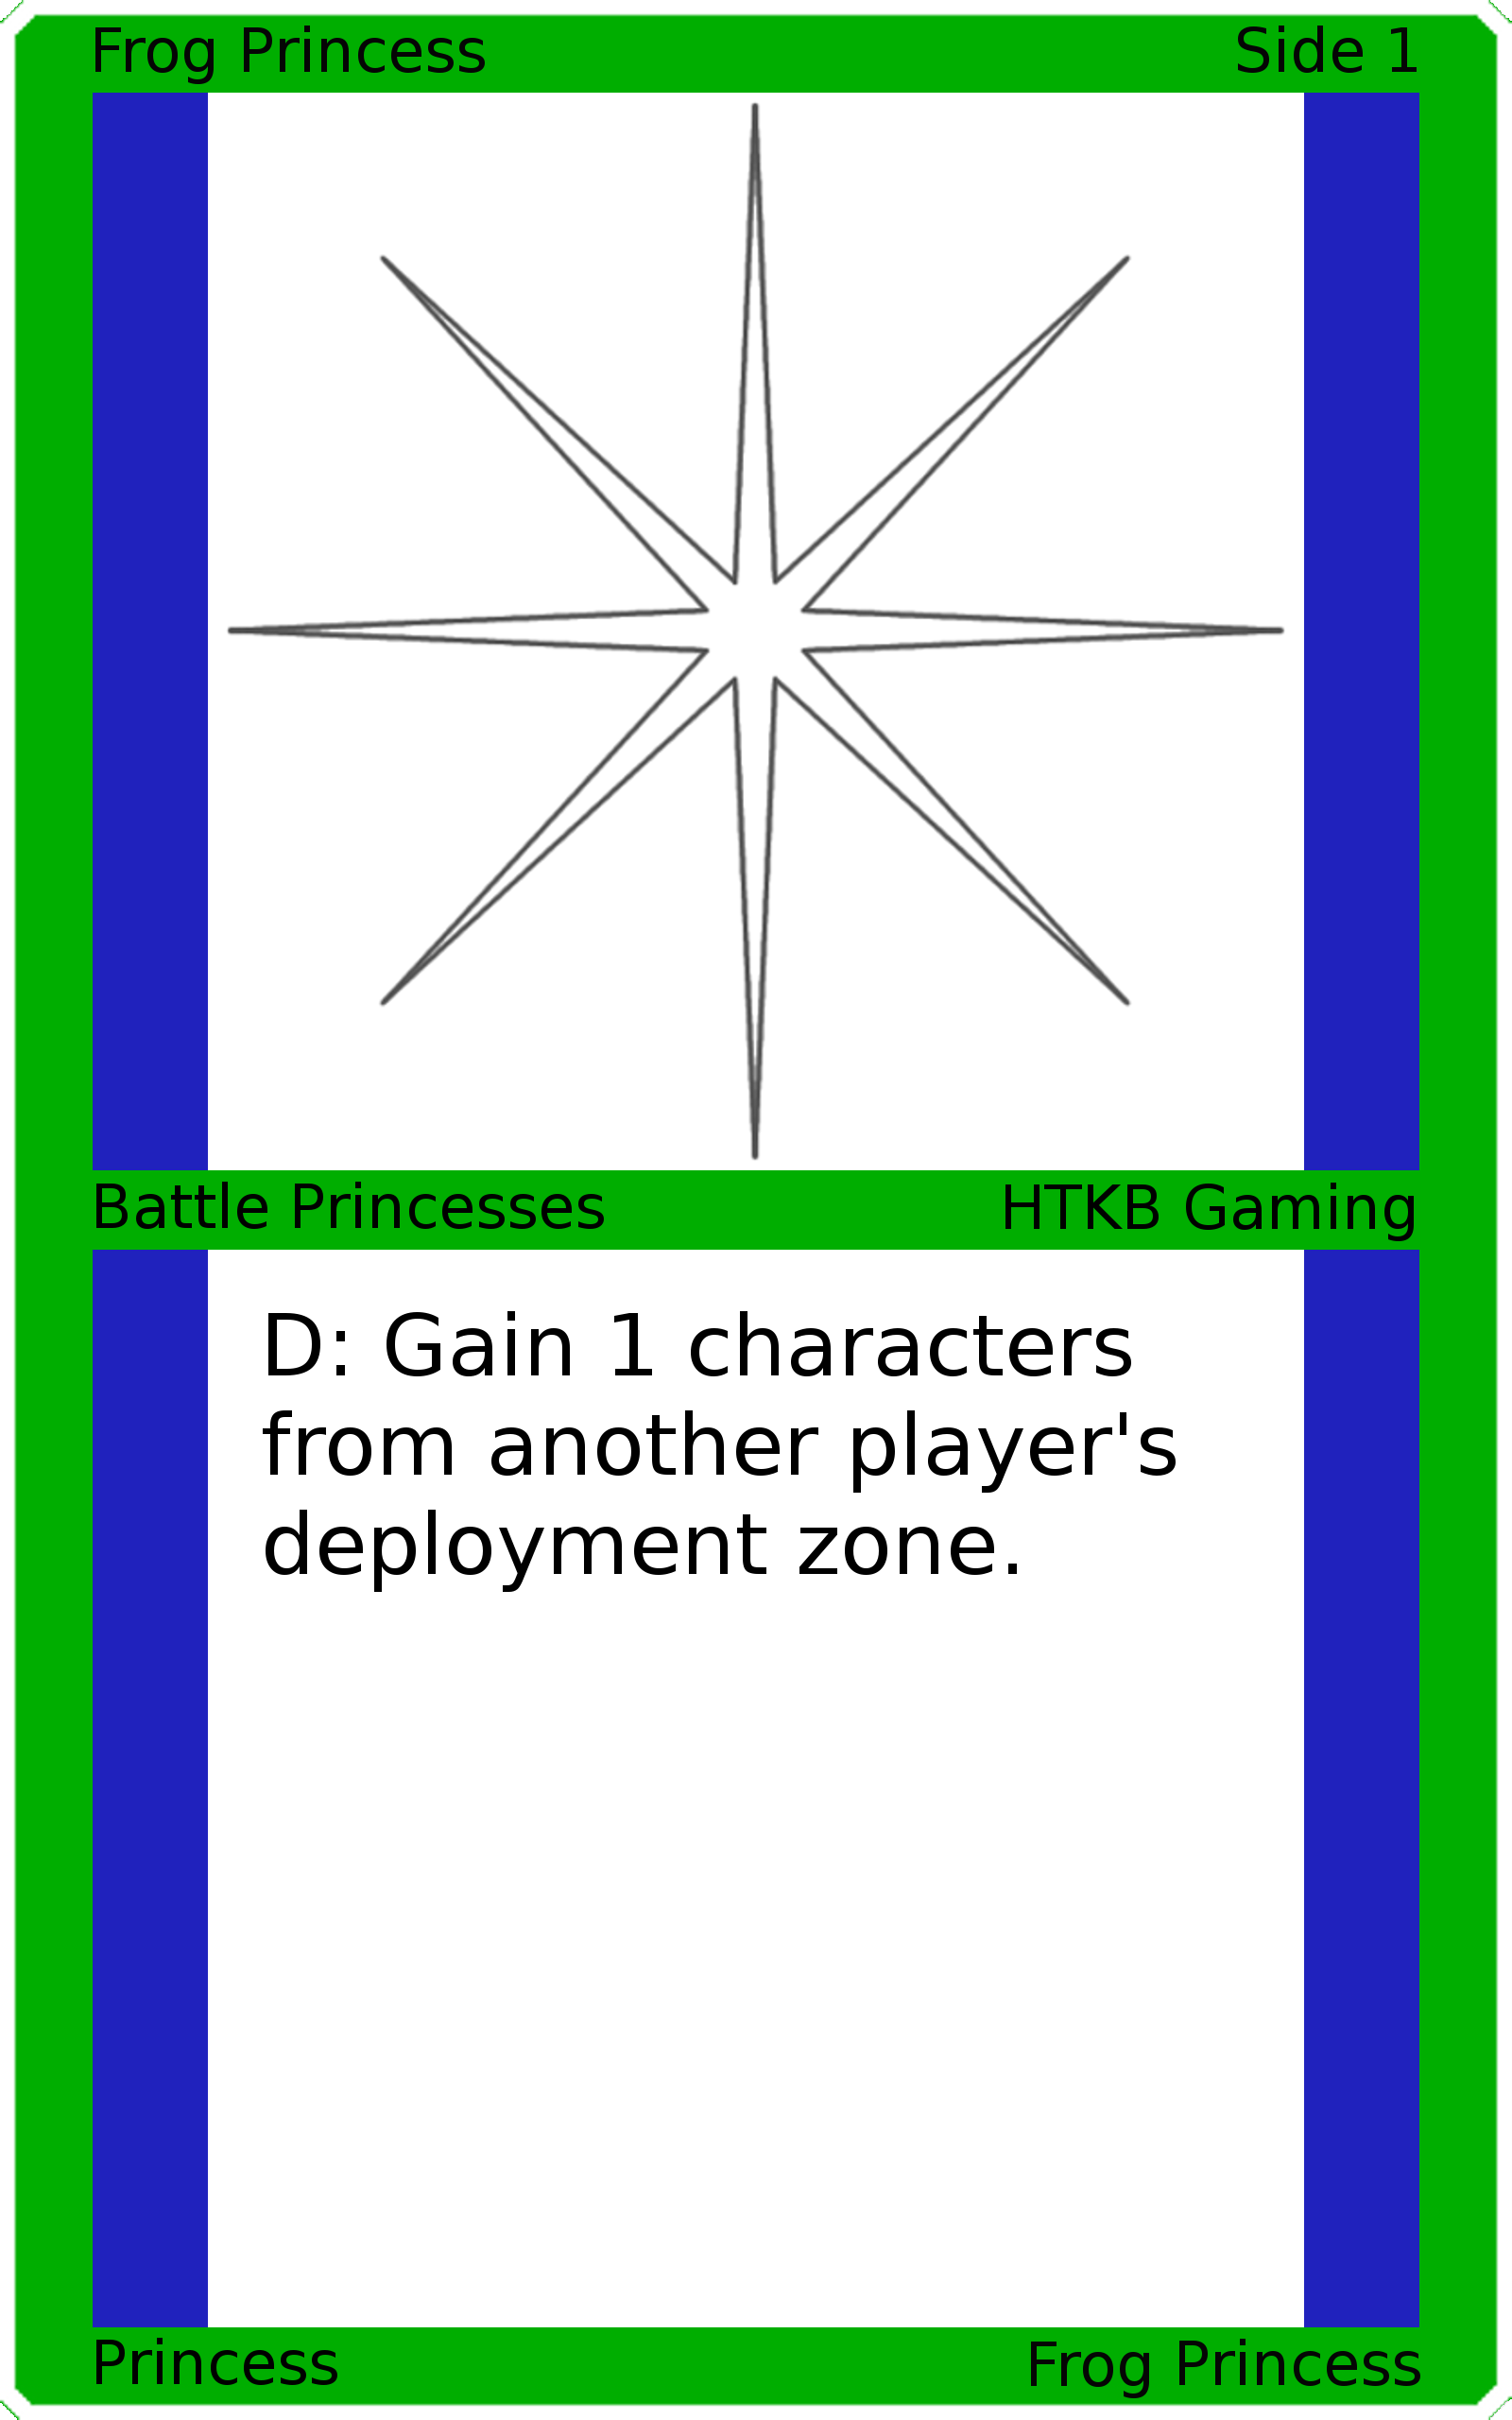 Frog Princess
Side 1
Battle Princesses
HTKB Gaming
D: Gain 1 characters
from another player's
deployment zone.
Princess
Frog Princess